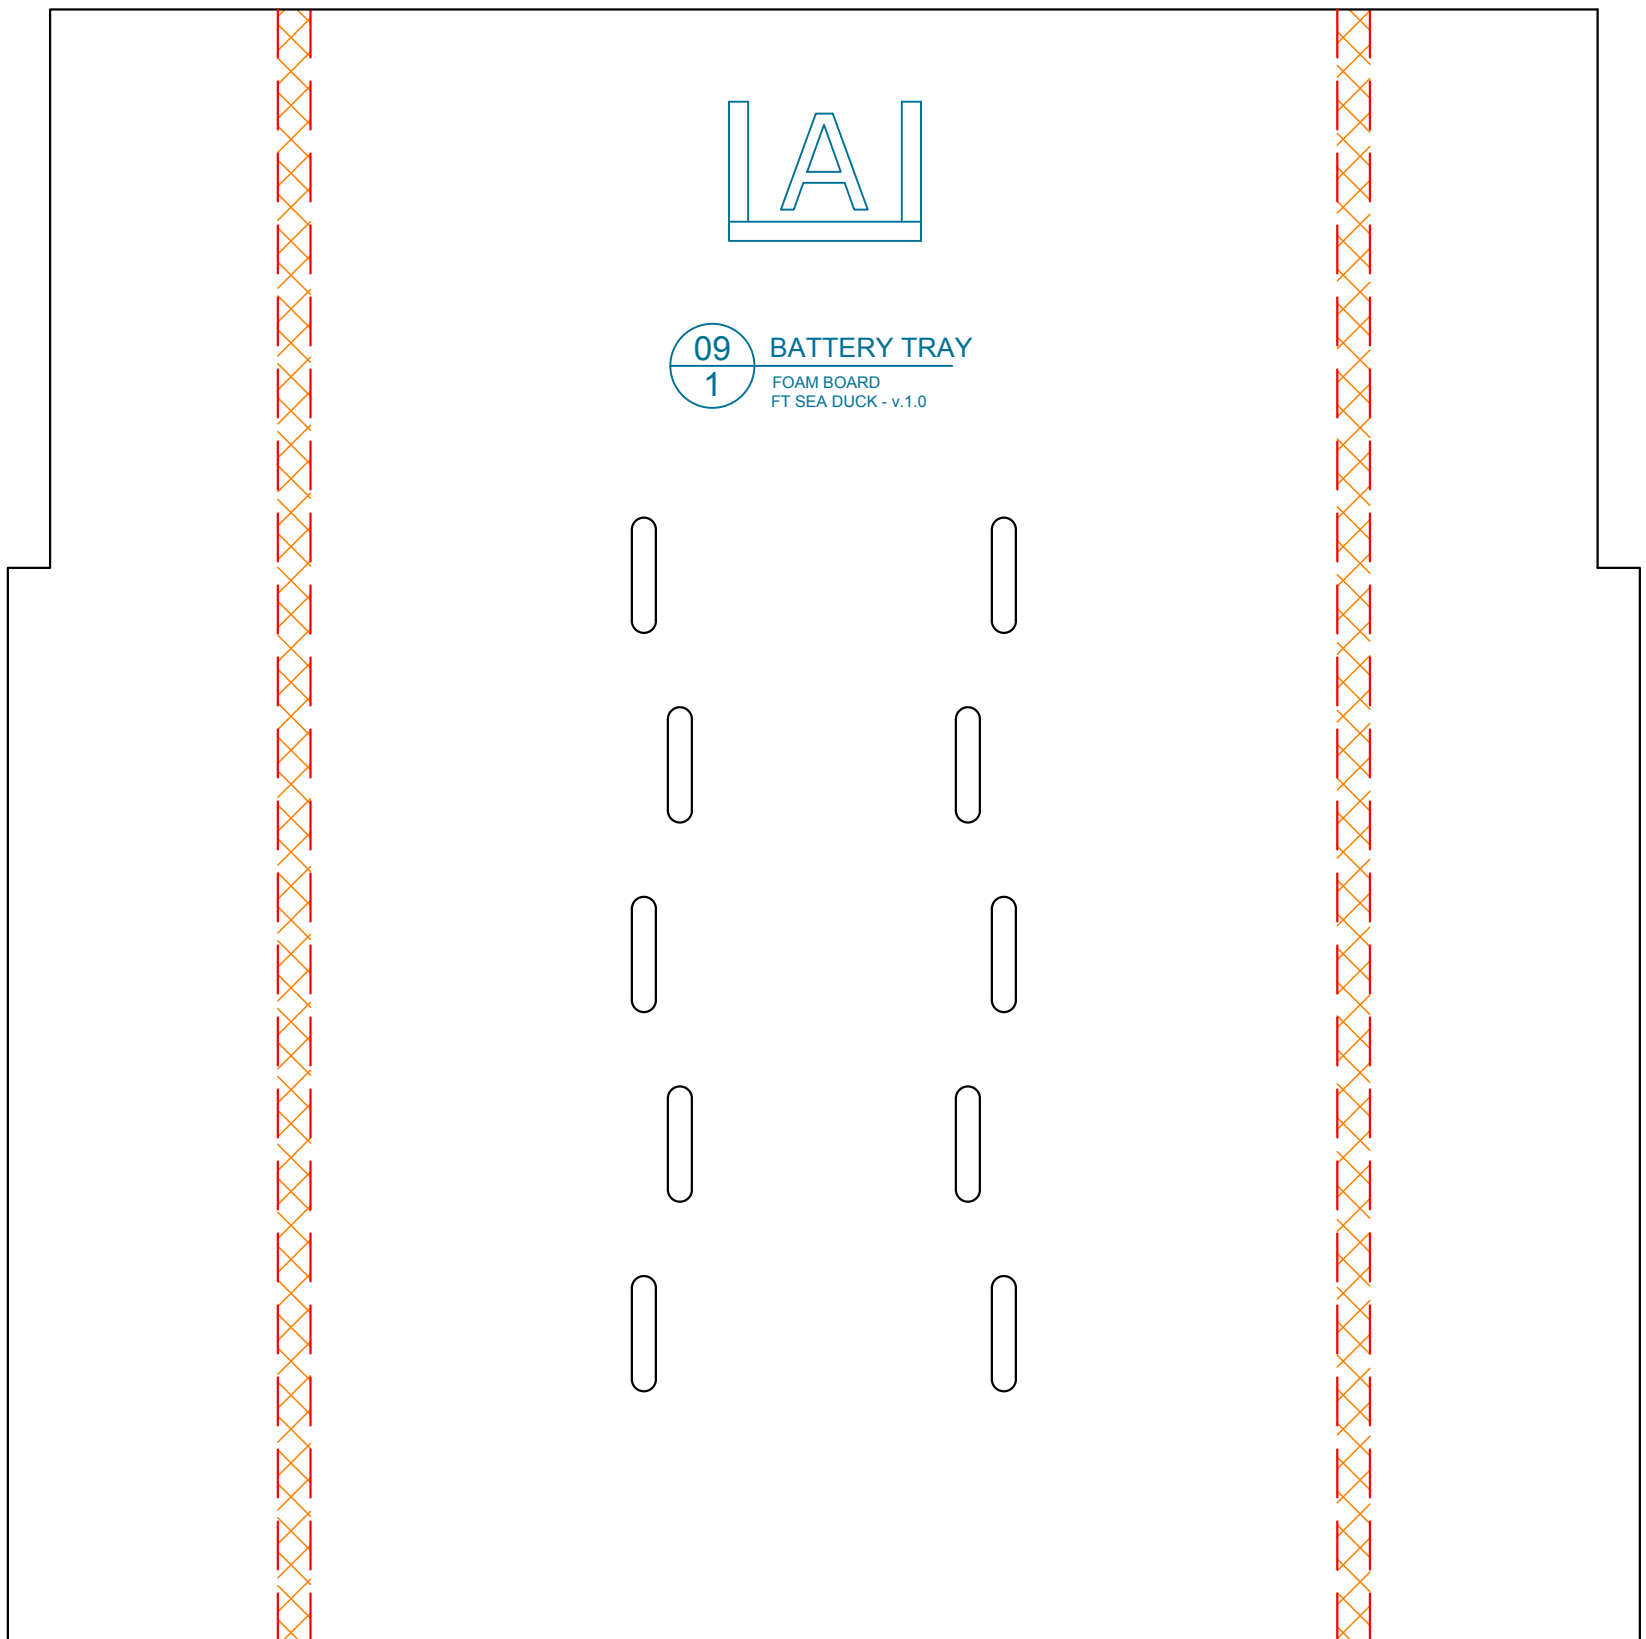 A
09
BATTERY TRAY
1
FOAM BOARD
FT SEA DUCK - v.1.0